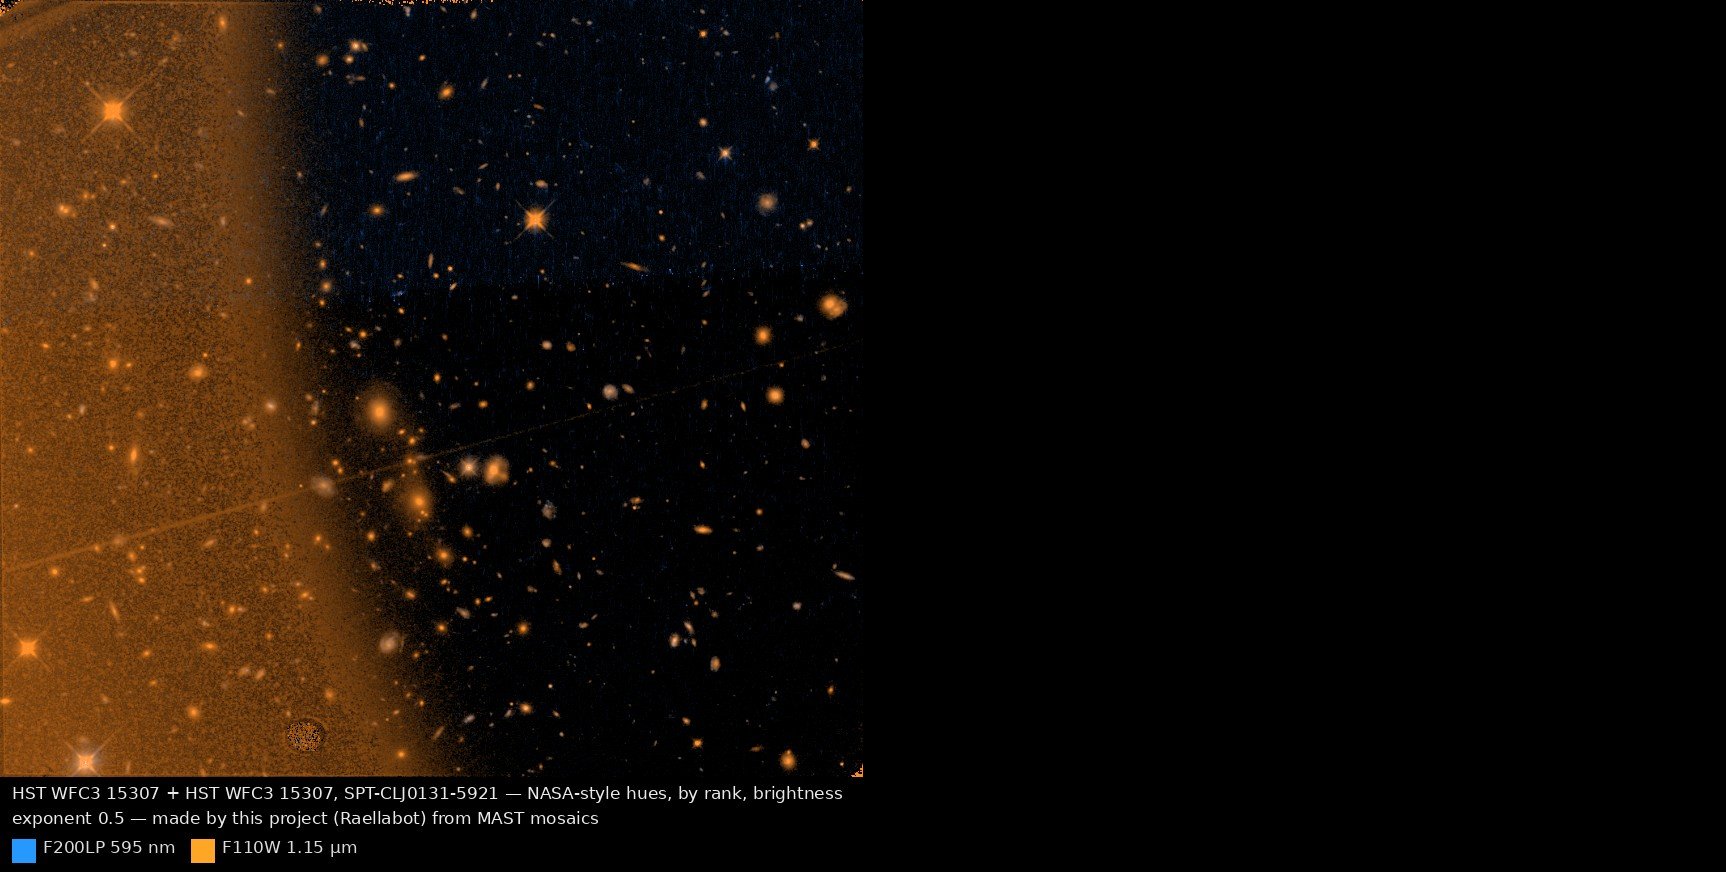 HST WFC3 15307 + HST WFC3 15307, SPT-CLJ0131-5921 — NASA-style hues, by rank, brightness
exponent 0.5 — made by this project (Raellabot) from MAST mosaics
F200LP 595 nm F110W 1.15 µm